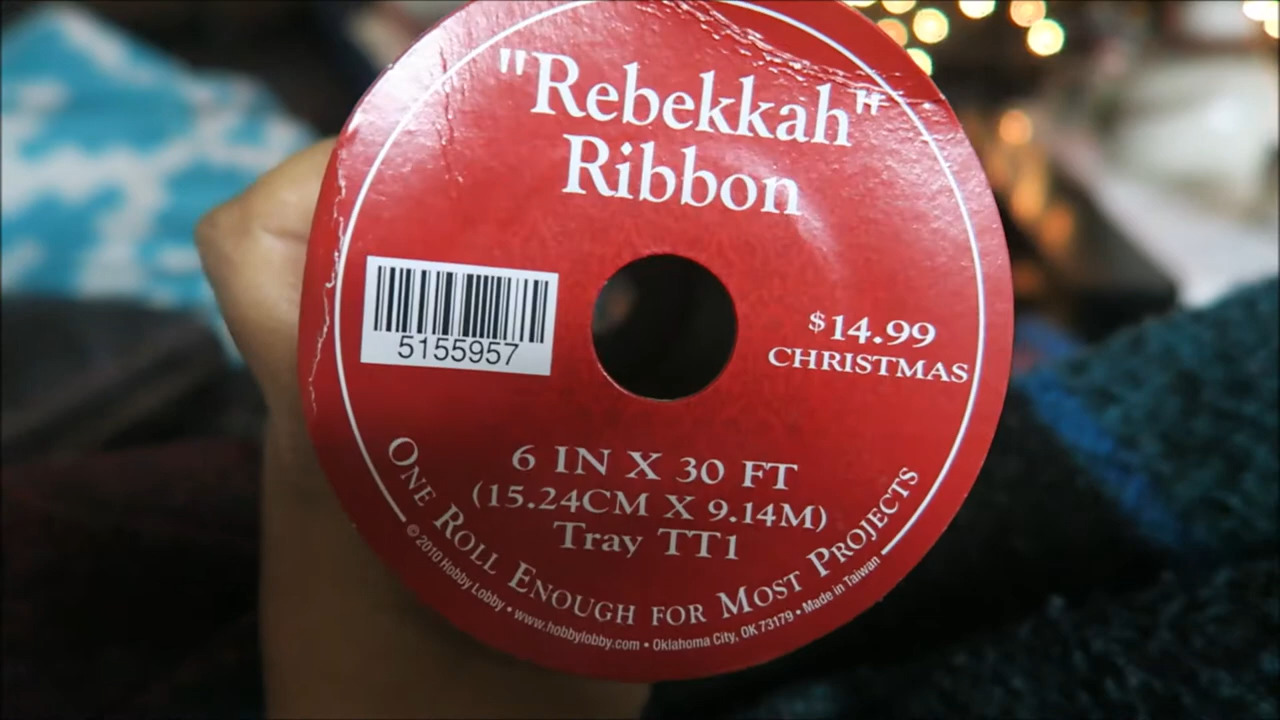 "Rebekkah"
Ribbon
5155957
$14.99
CHRISTMAS
6 IN X 30 FT
(15.24CM X 9.14M)
Tray TT1
ONE ROLL ENOUGH FOR MOST PROJECTS
© 2010 Hobby Lobby • www.hobbylobby.com • Oklahoma City, OK 73179 • Made in Taiwan